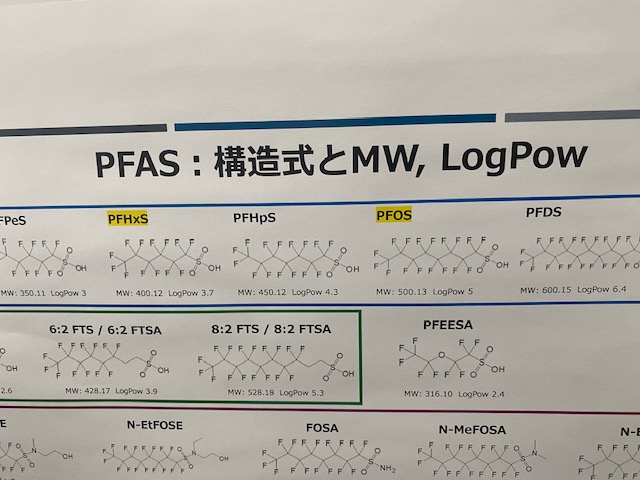 PFAS：構造式とMW, LogPow
FPeS PFHxS PFHpS PFOS PFDS
MW: 350.11 LogPow 3 MW: 400.12 LogPow 3.7 MW: 450.12 LogPow 4.3 MW: 500.13 LogPow 5 MW: 600.15 LogPow 6.4
6:2 FTS / 6:2 FTSA 8:2 FTS / 8:2 FTSA PFEESA
2.6 MW: 428.17 LogPow 3.9 MW: 528.18 LogPow 5.3 MW: 316.10 LogPow 2.4
E N-EtFOSE FOSA N-MeFOSA N-E